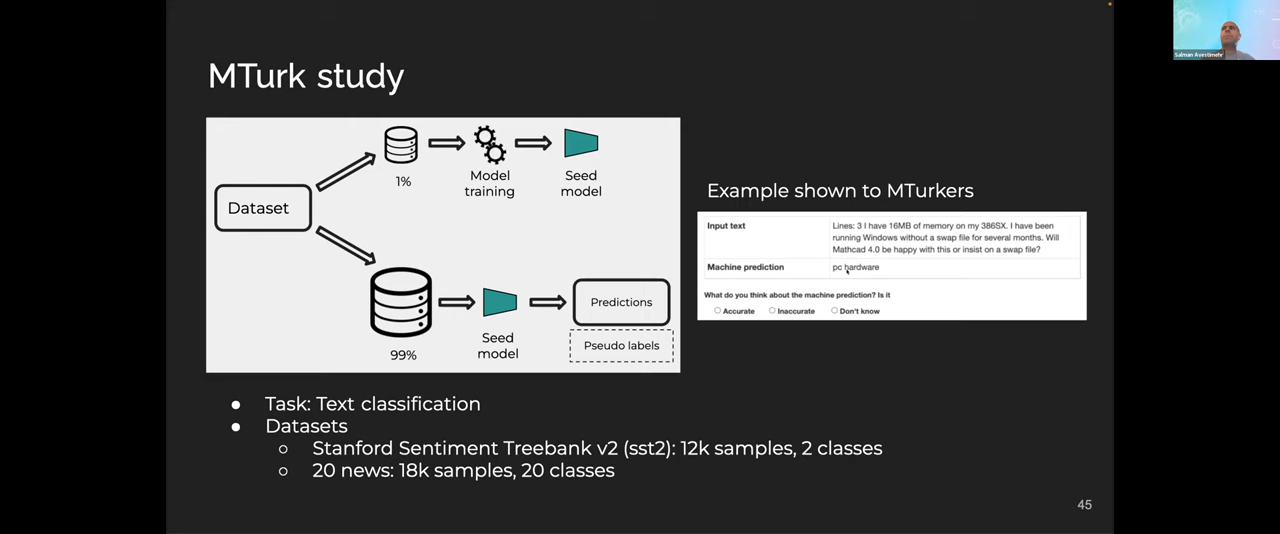 MTurk study
Dataset
1%
Model
training
Seed
model
99%
Seed
model
Predictions
Pseudo labels
Example shown to MTurkers
Input text
Lines: 3 I have 16MB of memory on my 386SX. I have been
running Windows without a swap file for several months. Will
Mathcad 4.0 be happy with this or insist on a swap file?
Machine prediction
pc hardware
What do you think about the machine prediction? Is it
Accurate Inaccurate Don't know
Task: Text classification
Datasets
Stanford Sentiment Treebank v2 (sst2): 12k samples, 2 classes
20 news: 18k samples, 20 classes
45
Salman Avestimehr